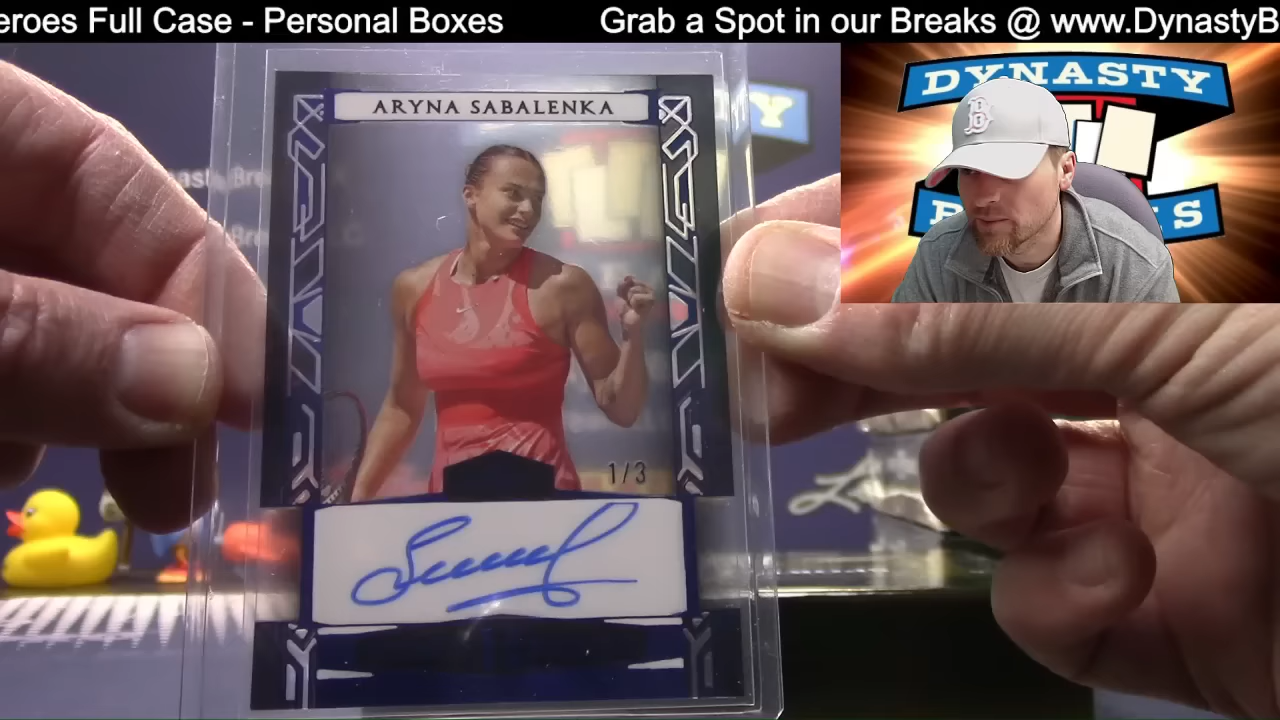 eroes Full Case - Personal Boxes Grab a Spot in our Breaks @ www.DynastyB
ARYNA SABALENKA
DYNASTY
Y
1/3